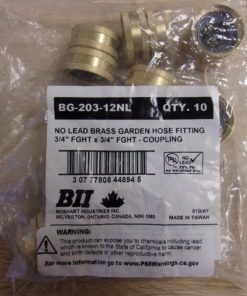 BG-203-12NL QTY. 10
NO LEAD BRASS GARDEN HOSE FITTING
3/4" FGHT x 3/4" FGHT - COUPLING
BII
BOSHART INDUSTRIES INC.
MILVERTON, ONTARIO, CANADA, N0K 1M0
MADE IN TAIWAN
3 07 77808 44894 5
WARNING:
This product can expose you to chemicals including lead
which is known to the State of California to cause cancer
and birth defects or other reproductive harm.
For more information go to www.P65Warnings.ca.gov